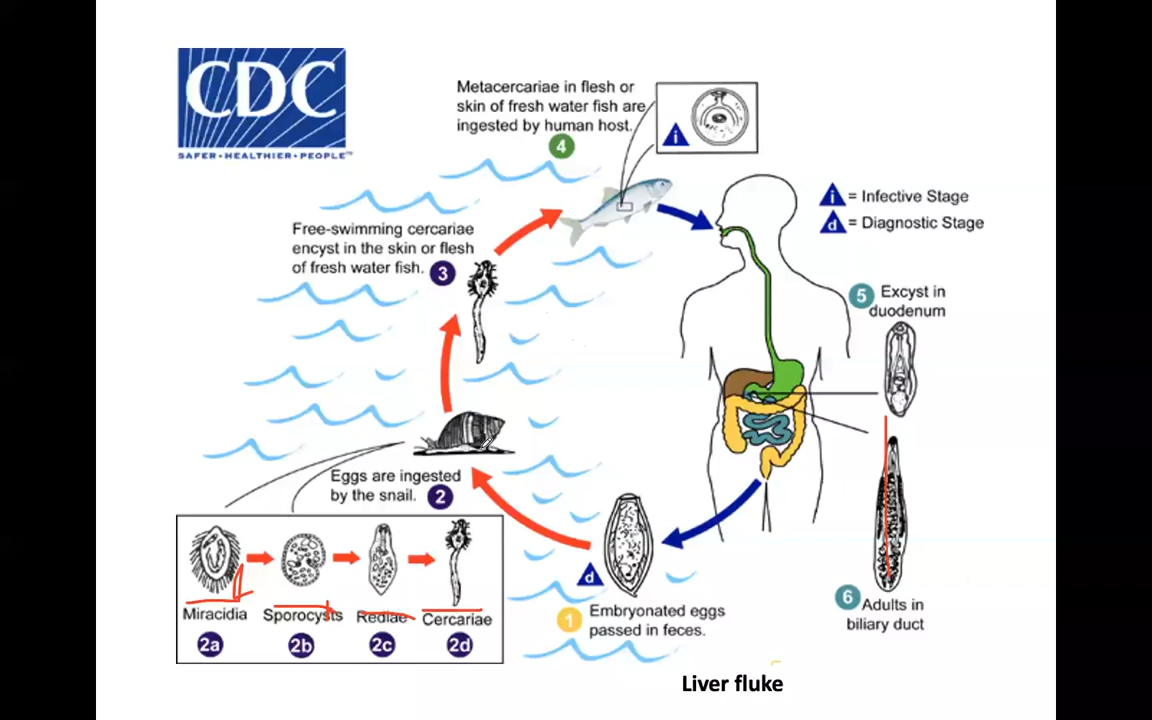 CDC
SAFER•HEALTHIER•PEOPLE™
Metacercariae in flesh or
skin of fresh water fish are
ingested by human host.
4
i
i = Infective Stage
d = Diagnostic Stage
Free-swimming cercariae
encyst in the skin or flesh
of fresh water fish.
3
5 Excyst in
duodenum
Eggs are ingested
by the snail.
2
Miracidia Sporocysts Rediae Cercariae
2a 2b 2c 2d
d
1 Embryonated eggs
passed in feces.
6 Adults in
biliary duct
Liver fluke